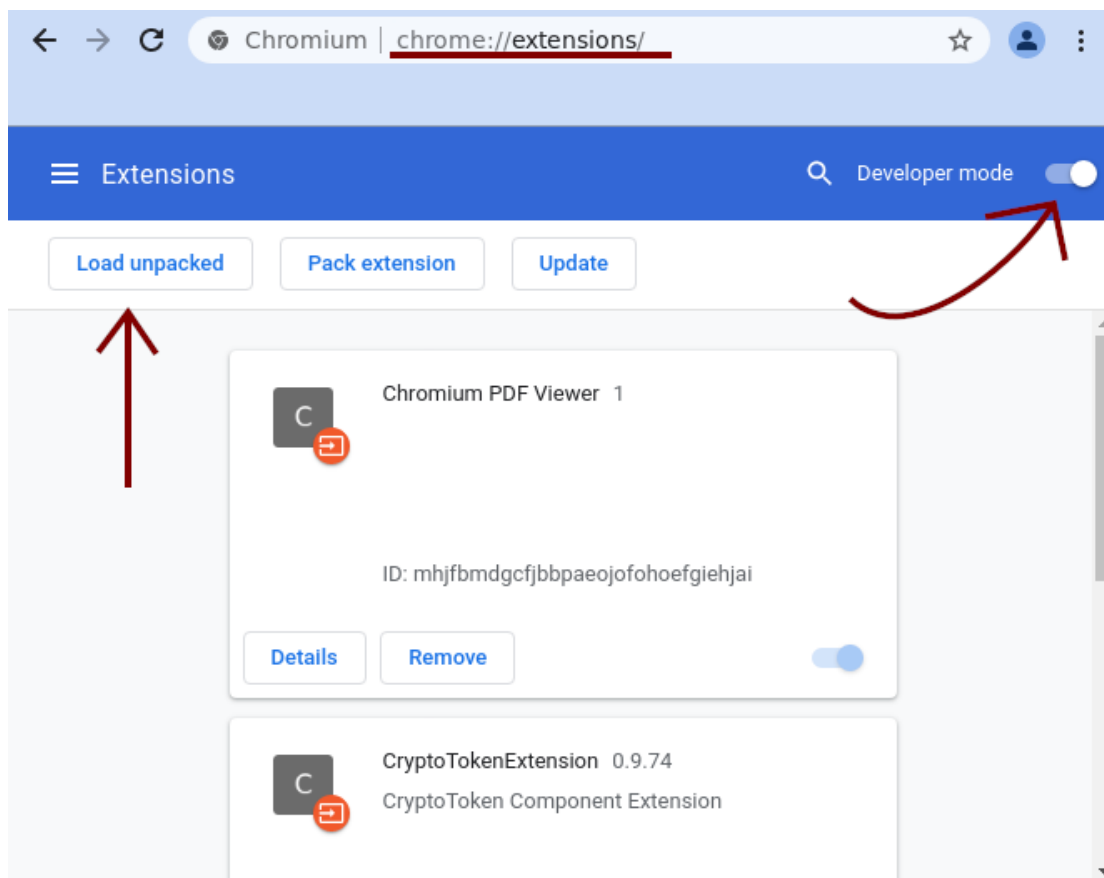 Chromium | chrome://extensions/
Extensions
Developer mode
Load unpacked
Pack extension
Update
C
Chromium PDF Viewer 1
ID: mhjfbmdgcfjbbpaeojofohoefgiehjai
Details
Remove
C
CryptoTokenExtension 0.9.74
CryptoToken Component Extension